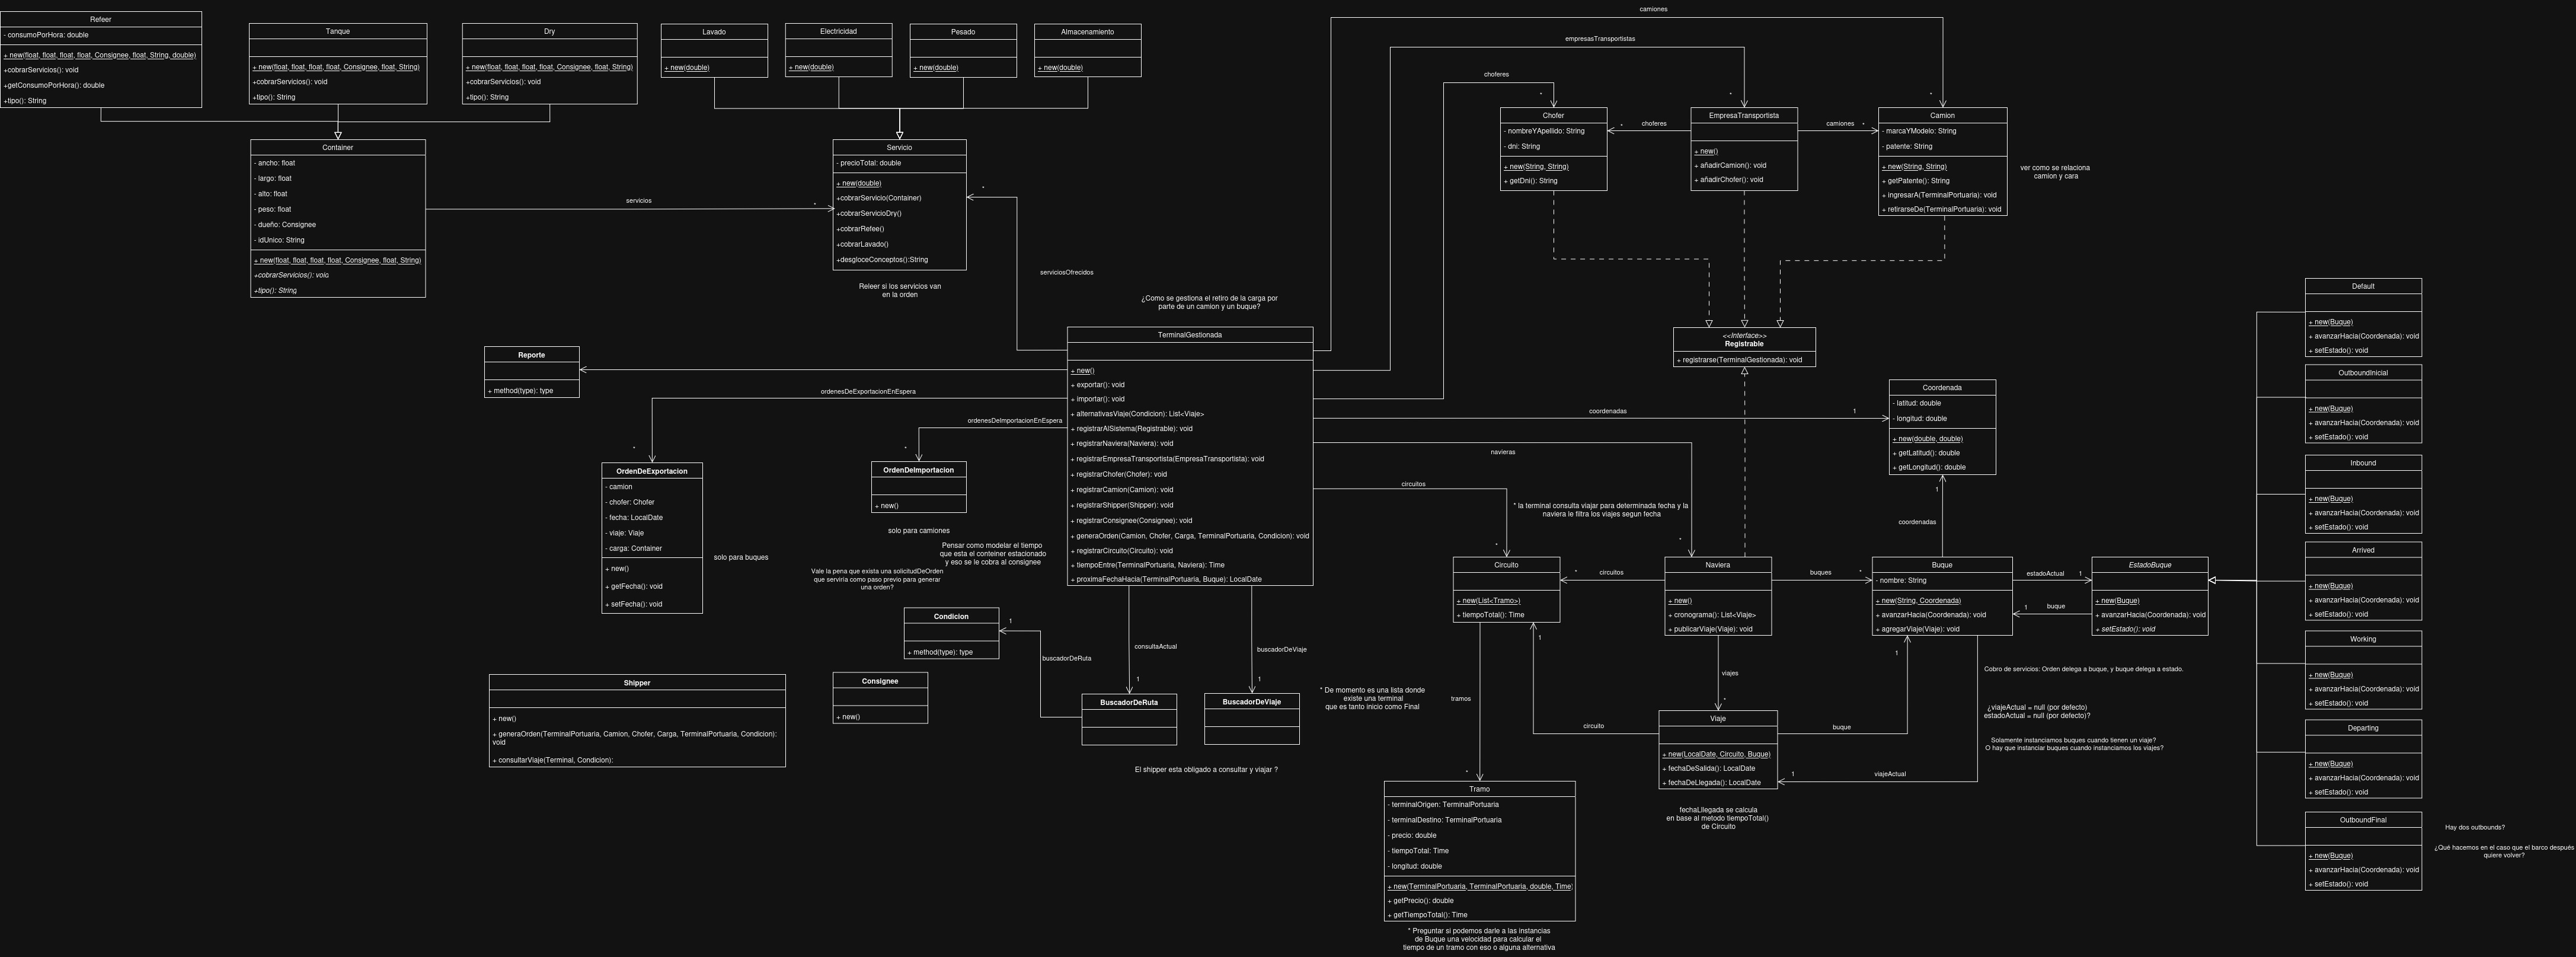 Refeer
- consumoPorHora: double
+ new(float, float, float, float, Consignee, float, String, double)
+cobrarServicios(): void
+getConsumoPorHora(): double
+tipo(): String
Tanque
+ new(float, float, float, float, Consignee, float, String)
+cobrarServicios(): void
+tipo(): String
Dry
+ new(float, float, float, float, Consignee, float, String)
+cobrarServicios(): void
+tipo(): String
Lavado
+ new(double)
Electricidad
+ new(double)
Pesado
+ new(double)
Almacenamiento
+ new(double)
Container
- ancho: float
- largo: float
- alto: float
- peso: float
- dueño: Consignee
- idUnico: String
+ new(float, float, float, float, Consignee, float, String)
+cobrarServicios(): void
+tipo(): String
servicios
*
Servicio
- precioTotal: double
+ new(double)
+cobrarServicio(Container)
+cobrarServicioDry()
+cobrarRefee()
+cobrarLavado()
+desgloceConceptos():String
*
serviciosOfrecidos
Releer si los servicios van
en la orden
¿Como se gestiona el retiro de la carga por
parte de un camion y un buque?
camiones
*
empresasTransportistas
*
choferes
*
Chofer
- nombreYApellido: String
- dni: String
+ new(String, String)
+ getDni(): String
* choferes
EmpresaTransportista
+ new()
+ añadirCamion(): void
+ añadirChofer(): void
camiones *
Camion
- marcaYModelo: String
- patente: String
+ new(String, String)
+ getPatente(): String
+ ingresarA(TerminalPortuaria): void
+ retirarseDe(TerminalPortuaria): void
ver como se relaciona
camion y cara
<<Interface>>
Registrable
+ registrarse(TerminalGestionada): void
TerminalGestionada
+ new()
+ exportar(): void
+ importar(): void
+ alternativasViaje(Condicion): List<Viaje>
+ registrarAlSistema(Registrable): void
+ registrarNaviera(Naviera): void
+ registrarEmpresaTransportista(EmpresaTransportista): void
+ registrarChofer(Chofer): void
+ registrarCamion(Camion): void
+ registrarShipper(Shipper): void
+ registrarConsignee(Consignee): void
+ generaOrden(Camion, Chofer, Carga, TerminalPortuaria, Condicion): void
+ registrarCircuito(Circuito): void
+ tiempoEntre(TerminalPortuaria, Naviera): Time
+ proximaFechaHacia(TerminalPortuaria, Buque): LocalDate
Reporte
+ method(type): type
ordenesDeExportacionEnEspera
*
ordenesDeImportacionEnEspera
*
OrdenDeExportacion
- camion
- chofer: Chofer
- fecha: LocalDate
- viaje: Viaje
- carga: Container
+ new()
+ getFecha(): void
+ setFecha(): void
solo para buques
OrdenDeImportacion
+ new()
solo para camiones
Pensar como modelar el tiempo
que esta el conteiner estacionado
y eso se le cobra al consignee
Vale la pena que exista una solicitudDeOrden
que serviria como paso previo para generar
una orden?
Condicion
+ method(type): type
1
buscadorDeRuta
Consignee
+ new()
Shipper
+ new()
+ generaOrden(TerminalPortuaria, Camion, Chofer, Carga, TerminalPortuaria, Condicion):
void
+ consultarViaje(Terminal, Condicion):
consultaActual
1
BuscadorDeRuta
buscadorDeViaje
1
BuscadorDeViaje
El shipper esta obligado a consultar y viajar ?
coordenadas
1
Coordenada
- latitud: double
- longitud: double
+ new(double, double)
+ getLatitud(): double
+ getLongitud(): double
1
coordenadas
navieras
*
circuitos
*
* la terminal consulta viajar para determinada fecha y la
naviera le filtra los viajes segun fecha
Circuito
+ new(List<Tramo>)
+ tiempoTotal(): Time
* circuitos
Naviera
+ new()
+ cronograma(): List<Viaje>
+ publicarViaje(Viaje): void
buques *
Buque
- nombre: String
+ new(String, Coordenada)
+ avanzarHacia(Coordenada): void
+ agregarViaje(Viaje): void
estadoActual 1
1 buque
EstadoBuque
+ new(Buque)
+ avanzarHacia(Coordenada): void
+ setEstado(): void
Cobro de servicios: Orden delega a buque, y buque delega a estado.
¿viajeActual = null (por defecto)
estadoActual = null (por defecto)?
Solamente instanciamos buques cuando tienen un viaje?
O hay que instanciar buques cuando instanciamos los viajes?
* De momento es una lista donde
existe una terminal
que es tanto inicio como Final
tramos
*
1
circuito
viajes
*
Viaje
+ new(LocalDate, Circuito, Buque)
+ fechaDeSalida(): LocalDate
+ fechaDeLlegada(): LocalDate
1
buque
1
viajeActual
fechaLllegada se calcula
en base al metodo tiempoTotal()
de Circuito
Tramo
- terminalOrigen: TerminalPortuaria
- terminalDestino: TerminalPortuaria
- precio: double
- tiempoTotal: Time
- longitud: double
+ new(TerminalPortuaria, TerminalPortuaria, double, Time)
+ getPrecio(): double
+ getTiempoTotal(): Time
* Preguntar si podemos darle a las instancias
de Buque una velocidad para calcular el
tiempo de un tramo con eso o alguna alternativa
Default
+ new(Buque)
+ avanzarHacia(Coordenada): void
+ setEstado(): void
OutboundInicial
+ new(Buque)
+ avanzarHacia(Coordenada): void
+ setEstado(): void
Inbound
+ new(Buque)
+ avanzarHacia(Coordenada): void
+ setEstado(): void
Arrived
+ new(Buque)
+ avanzarHacia(Coordenada): void
+ setEstado(): void
Working
+ new(Buque)
+ avanzarHacia(Coordenada): void
+ setEstado(): void
Departing
+ new(Buque)
+ avanzarHacia(Coordenada): void
+ setEstado(): void
OutboundFinal
+ new(Buque)
+ avanzarHacia(Coordenada): void
+ setEstado(): void
Hay dos outbounds?
¿Qué hacemos en el caso que el barco después
quiere volver?